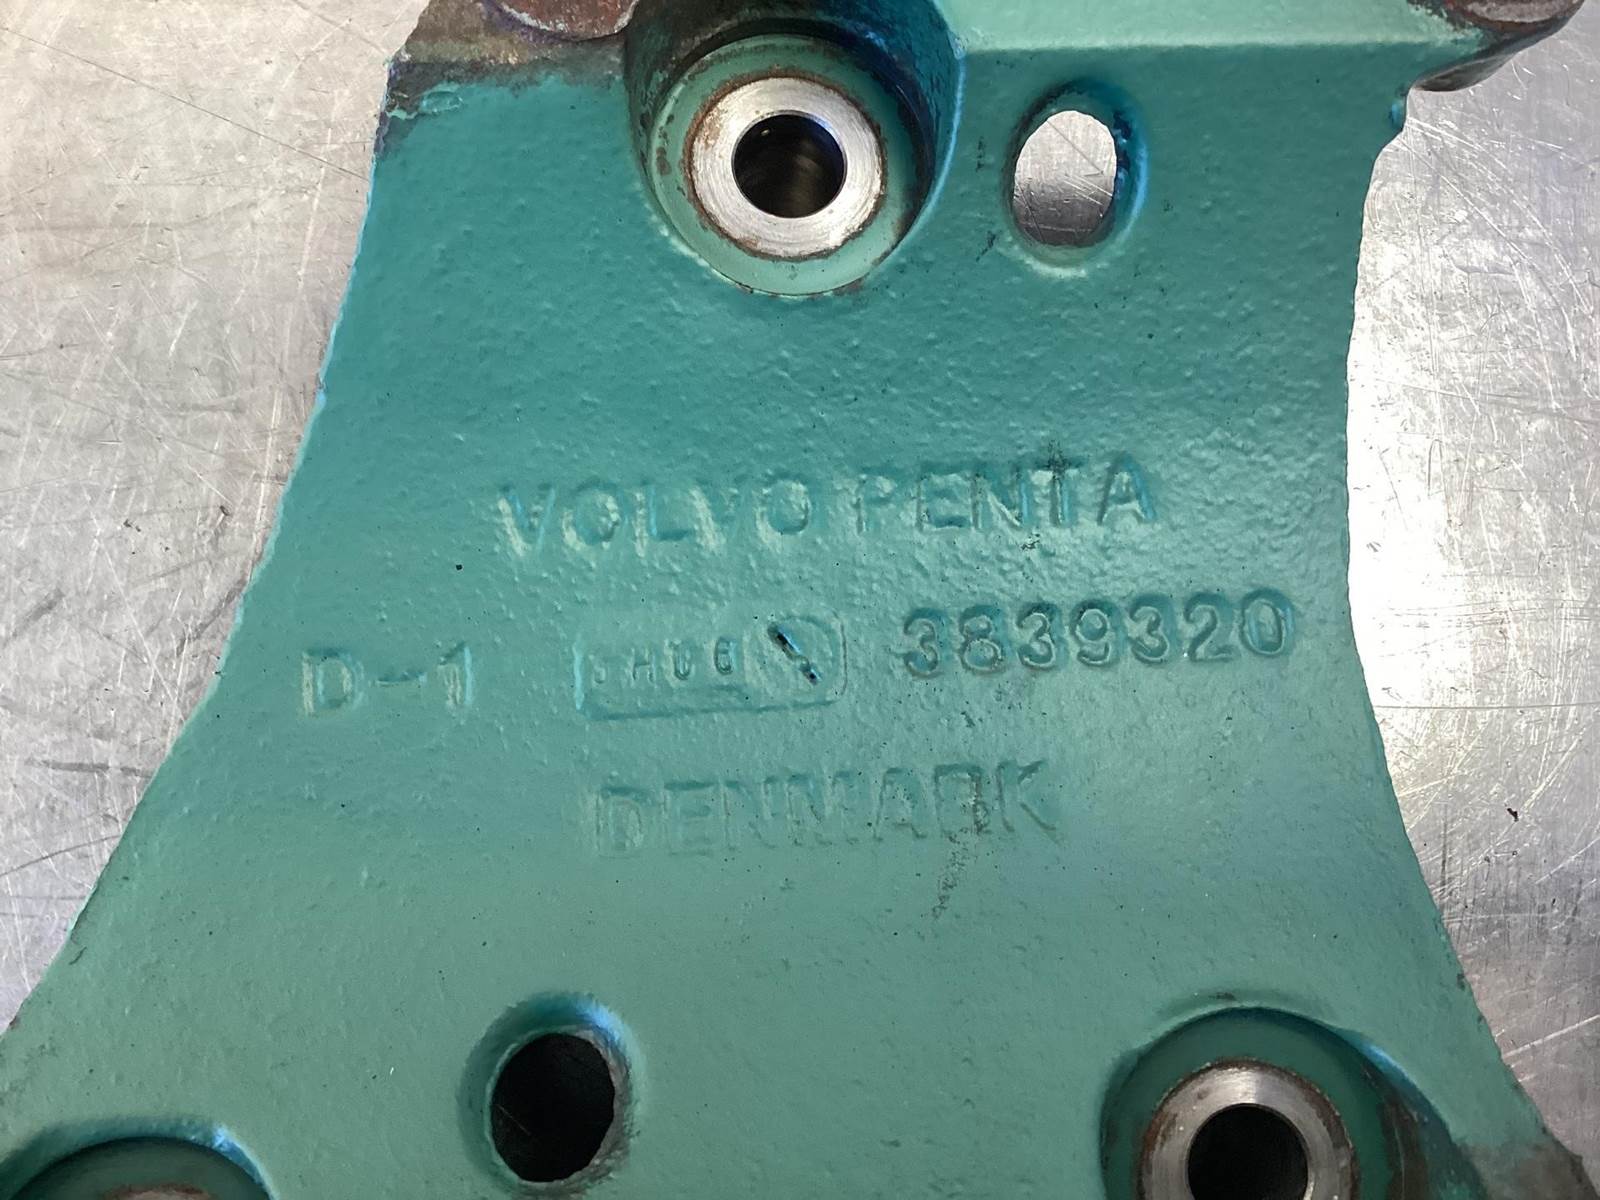 VOLVO PENTA
D-1 3839320
DENMARK